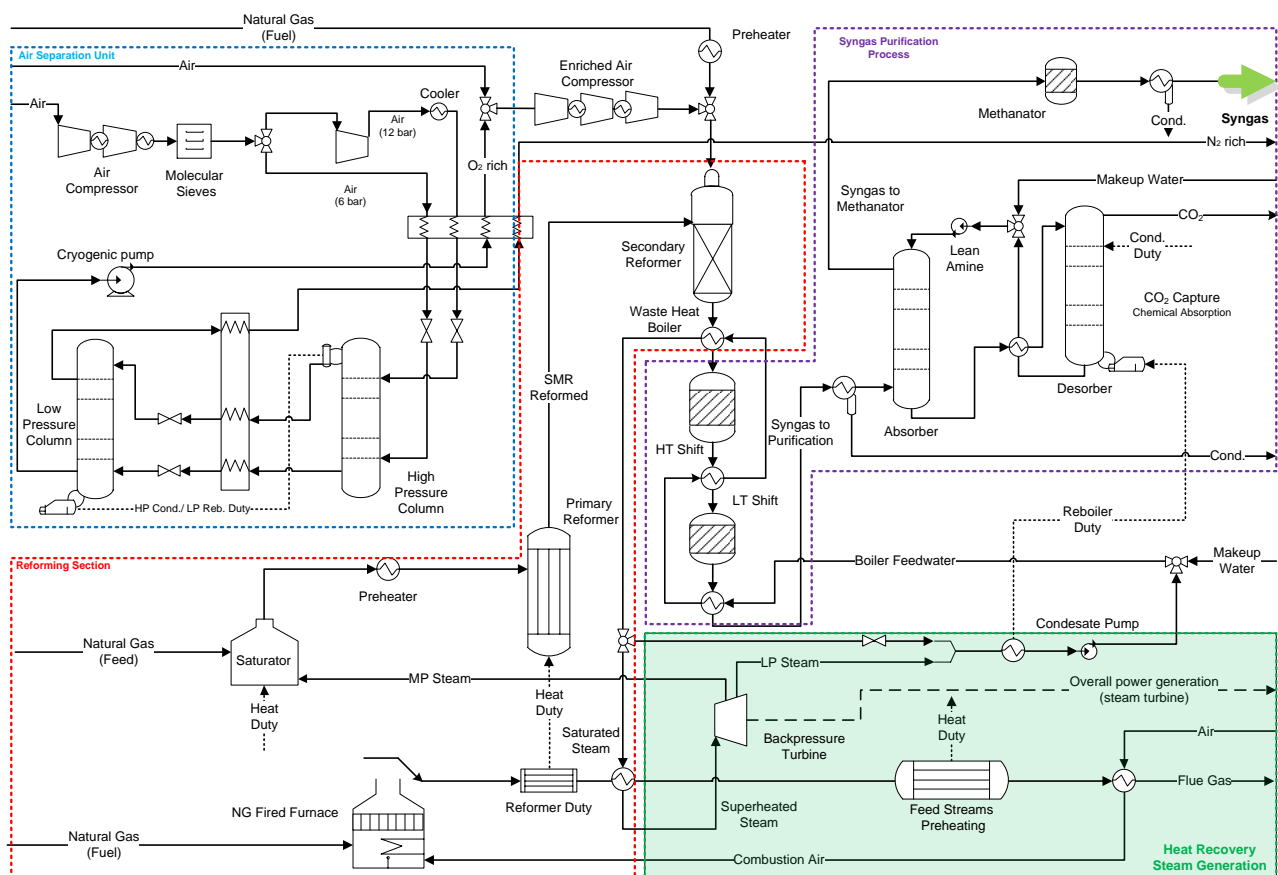 Natural Gas
(Fuel)
Preheater
Syngas Purification
Process
Air Separation Unit
Air
Enriched Air
Compressor
Cooler
Air
Air
(12 bar)
Methanator
Cond.
Syngas
N2 rich
O2 rich
Air
Compressor
Molecular
Sieves
Air
(6 bar)
Syngas to
Methanator
Makeup Water
CO2
Lean
Amine
Cond.
Duty
Secondary
Reformer
Cryogenic pump
CO2 Capture
Chemical Absorption
Waste Heat
Boiler
SMR
Reformed
Desorber
Low
Pressure
Column
Absorber
Syngas to
Purification
HT Shift
Cond.
High
Pressure
Column
LT Shift
HP Cond./ LP Reb. Duty
Primary
Reformer
Reboiler
Duty
Reforming Section
Boiler Feedwater
Makeup
Water
Preheater
Condesate Pump
Natural Gas
(Feed)
Saturator
LP Steam
MP Steam
Overall power generation
(steam turbine)
Heat
Duty
Heat
Duty
Saturated
Steam
Backpressure
Turbine
Heat
Duty
Air
Flue Gas
NG Fired Furnace
Reformer Duty
Superheated
Steam
Feed Streams
Preheating
Natural Gas
(Fuel)
Combustion Air
Heat Recovery
Steam Generation